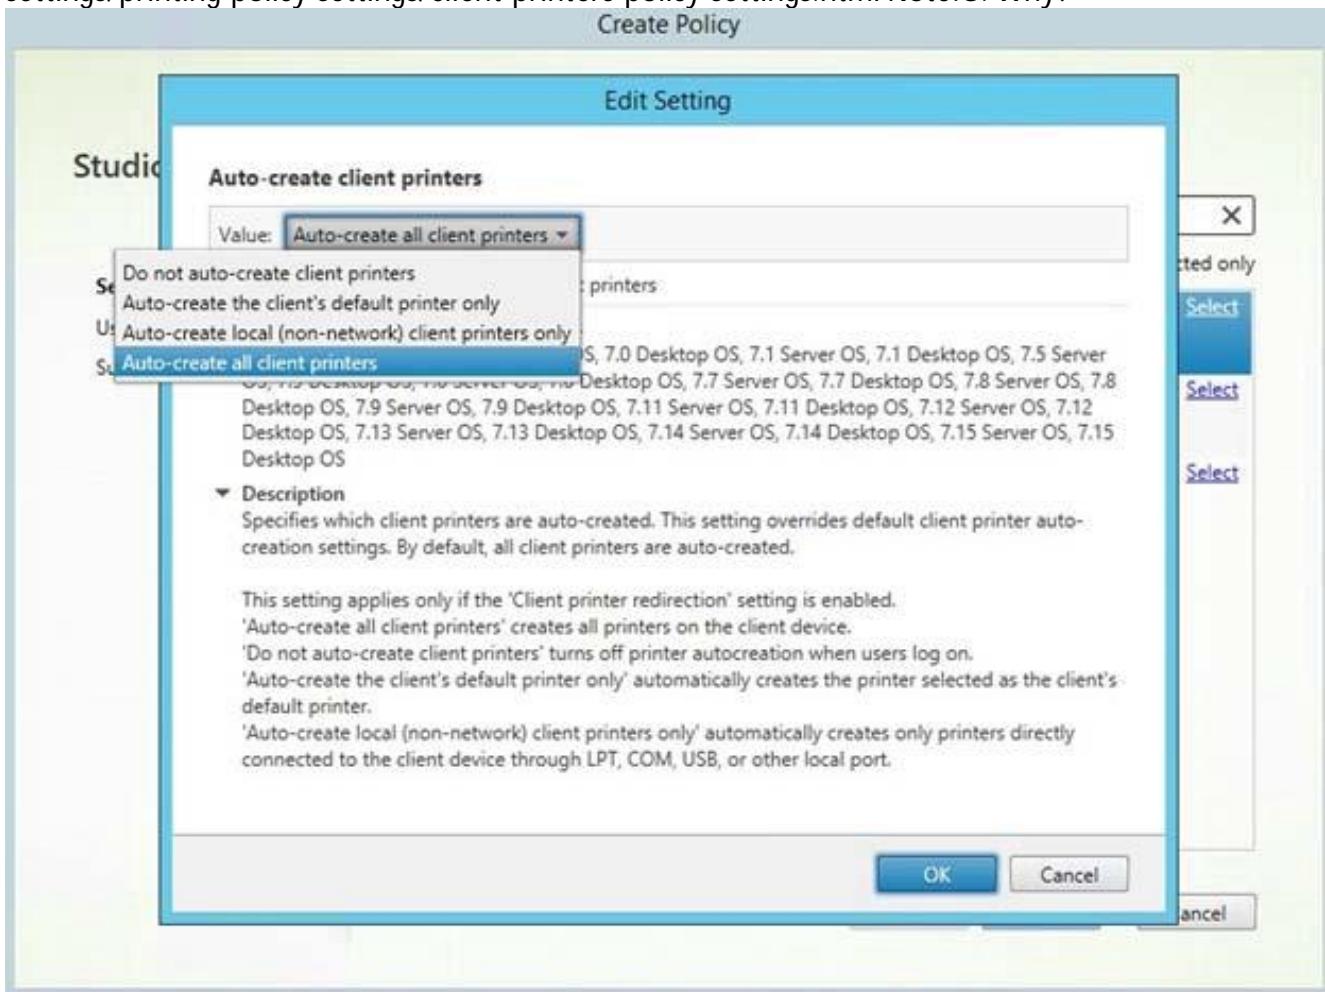 Create Policy
Edit Setting
Studio
Auto-create client printers
Value: Auto-create all client printers
Do not auto-create client printers
Auto-create the client's default printer only
Auto-create local (non-network) client printers only
Auto-create all client printers
printers
cted only
Select
Select
Select
S, 7.0 Desktop OS, 7.1 Server OS, 7.1 Desktop OS, 7.5 Server
Desktop OS, 7.7 Server OS, 7.7 Desktop OS, 7.8 Server OS, 7.8
Desktop OS, 7.9 Server OS, 7.9 Desktop OS, 7.11 Server OS, 7.11 Desktop OS, 7.12 Server OS, 7.12
Desktop OS, 7.13 Server OS, 7.13 Desktop OS, 7.14 Server OS, 7.14 Desktop OS, 7.15 Server OS, 7.15
Desktop OS
Description
Specifies which client printers are auto-created. This setting overrides default client printer auto-
creation settings. By default, all client printers are auto-created.
This setting applies only if the 'Client printer redirection' setting is enabled.
'Auto-create all client printers' creates all printers on the client device.
'Do not auto-create client printers' turns off printer autocreation when users log on.
'Auto-create the client's default printer only' automatically creates the printer selected as the client's
default printer.
'Auto-create local (non-network) client printers only' automatically creates only printers directly
connected to the client device through LPT, COM, USB, or other local port.
OK
Cancel
ancel